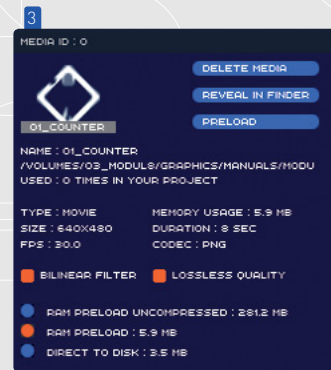 3
MEDIA ID : 0
DELETE MEDIA
REVEAL IN FINDER
PRELOAD
01_COUNTER
NAME : 01_COUNTER
/VOLUMES/03_MODUL8/GRAPHICS/MANUALS/MODU
USED : 0 TIMES IN YOUR PROJECT
TYPE : MOVIE MEMORY USAGE : 5.9 MB
SIZE : 640X480 DURATION : 8 SEC
FPS : 30.0 CODEC : PNG
BILINEAR FILTER LOSSLESS QUALITY
RAM PRELOAD UNCOMPRESSED : 281.2 MB
RAM PRELOAD : 5.9 MB
DIRECT TO DISK : 3.5 MB